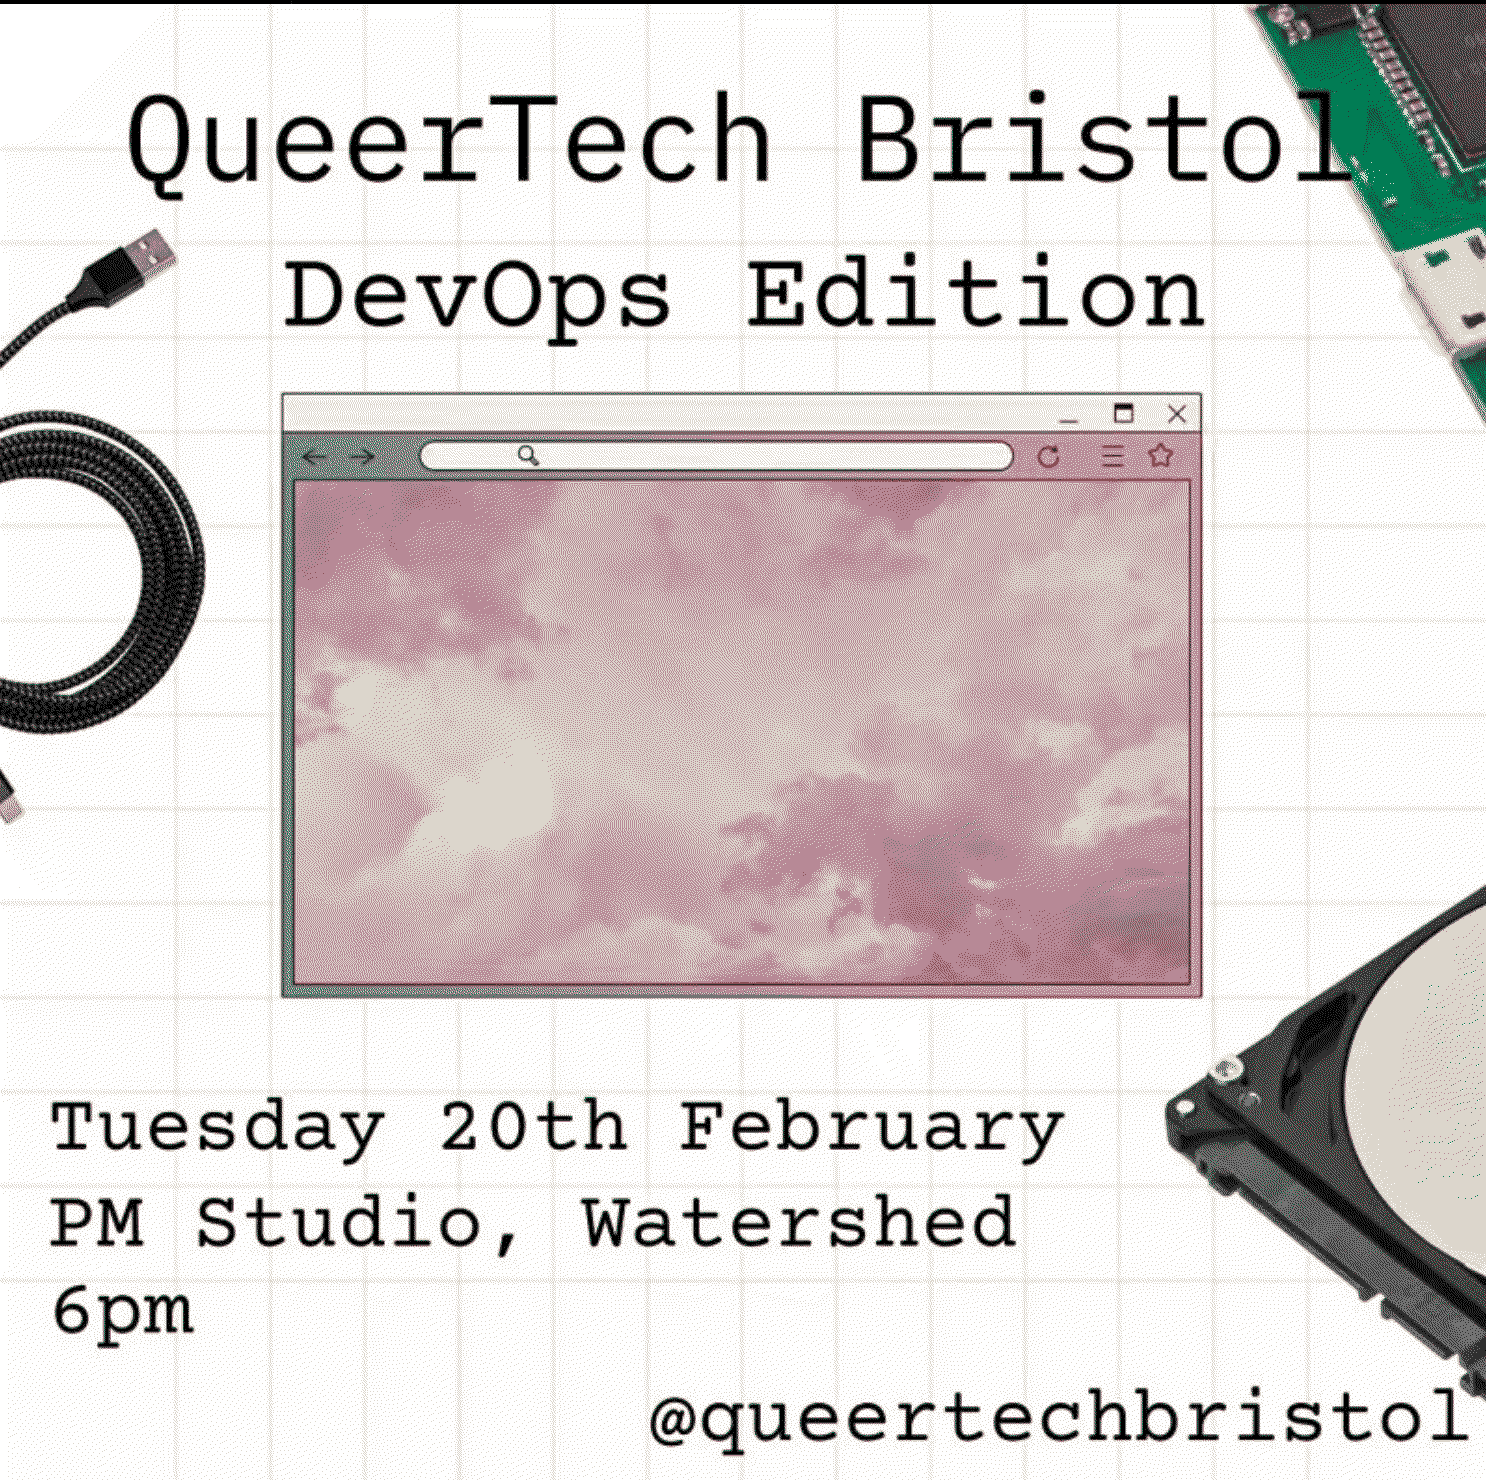 QueerTech Bristol
DevOps Edition
Tuesday 20th February
PM Studio, Watershed
6pm
@queertechbristol